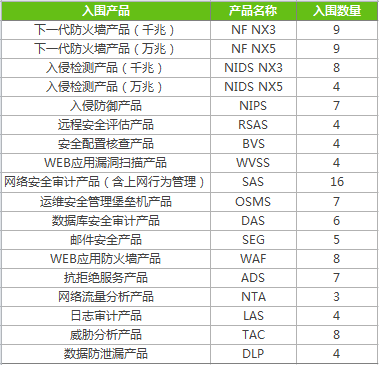 入围产品 产品名称 入围数量
下一代防火墙产品（千兆） NF NX3 9
下一代防火墙产品（万兆） NF NX5 9
入侵检测产品（千兆） NIDS NX3 8
入侵检测产品（万兆） NIDS NX5 4
入侵防御产品 NIPS 7
远程安全评估产品 RSAS 4
安全配置核查产品 BVS 4
WEB应用漏洞扫描产品 WVSS 4
网络安全审计产品（含上网行为管理） SAS 16
运维安全管理堡垒机产品 OSMS 7
数据库安全审计产品 DAS 6
邮件安全产品 SEG 5
WEB应用防火墙产品 WAF 8
抗拒绝服务产品 ADS 7
网络流量分析产品 NTA 3
日志审计产品 LAS 4
威胁分析产品 TAC 8
数据防泄漏产品 DLP 4